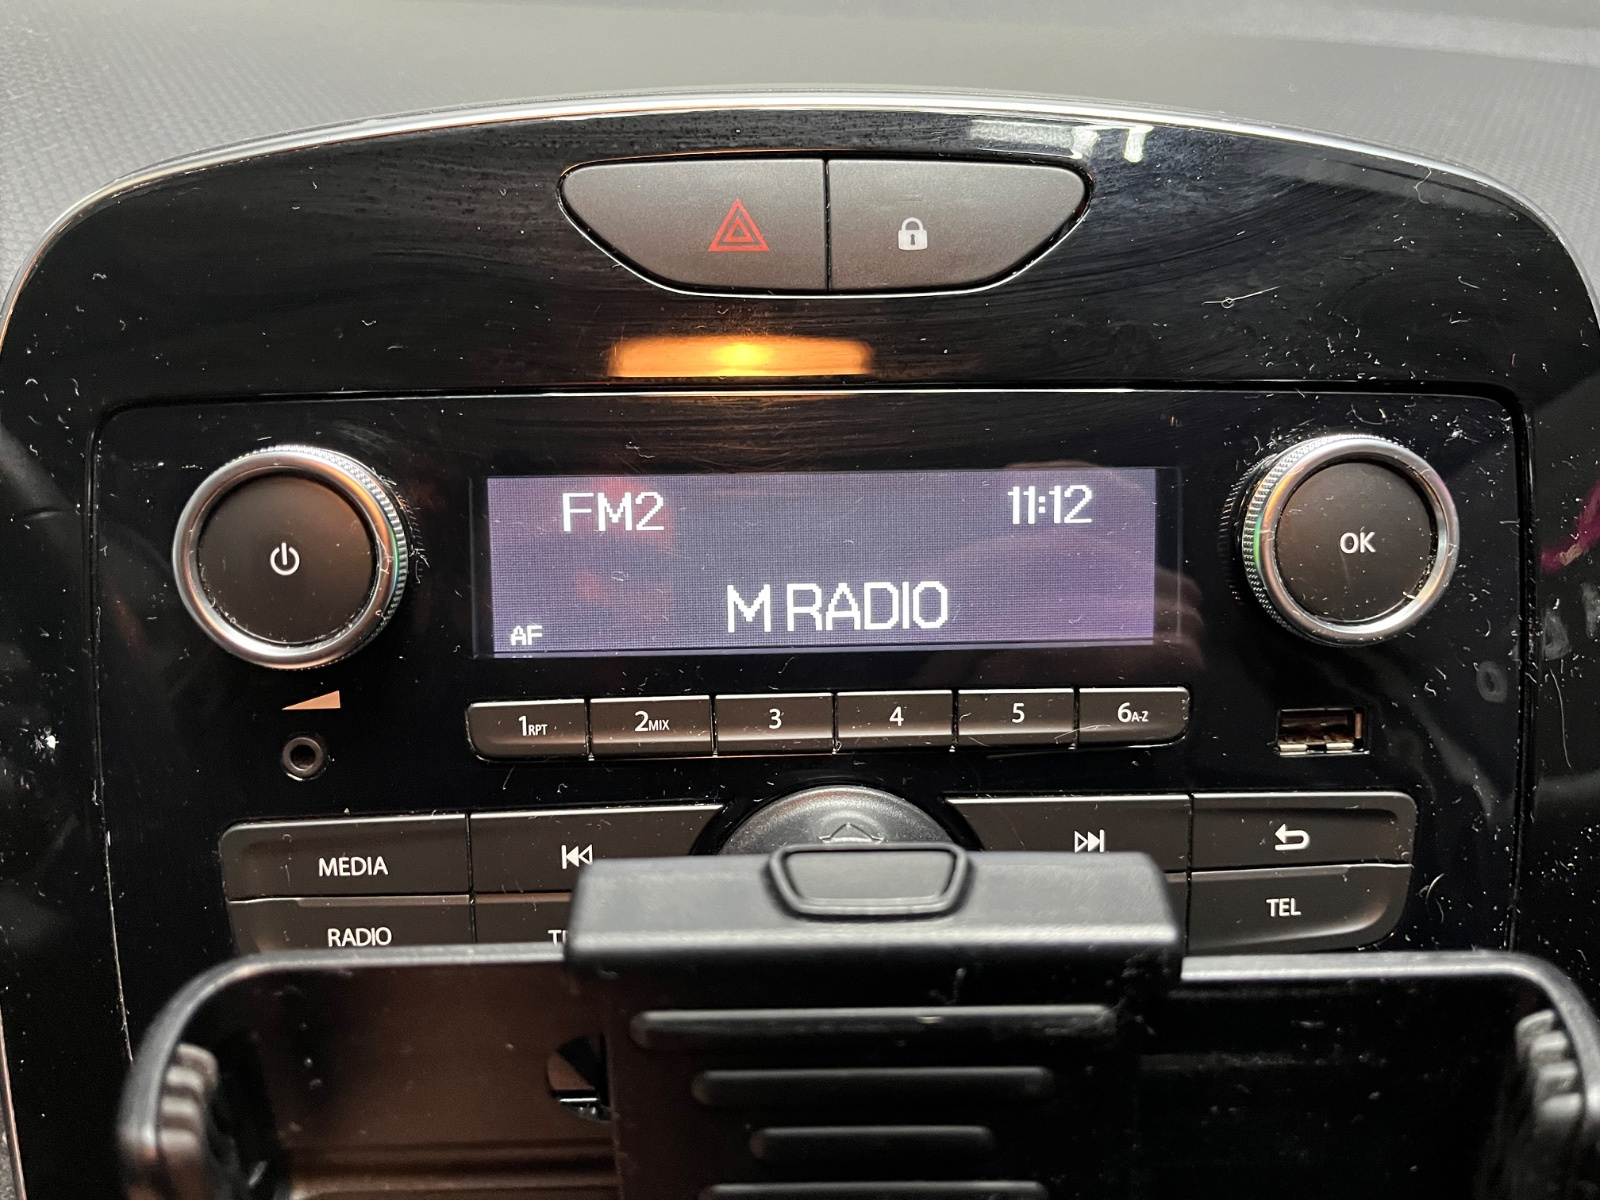 FM2 11:12
M RADIO
AF
1RPT 2MIX 3 4 5 6A-Z
OK
MEDIA
RADIO
TEL